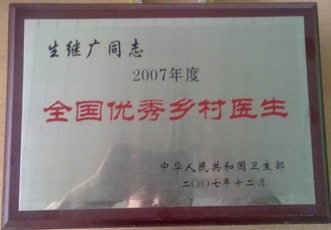 生继广同志
2007年度
全国优秀乡村医生
中华人民共和国卫生部
二〇〇七年十二月